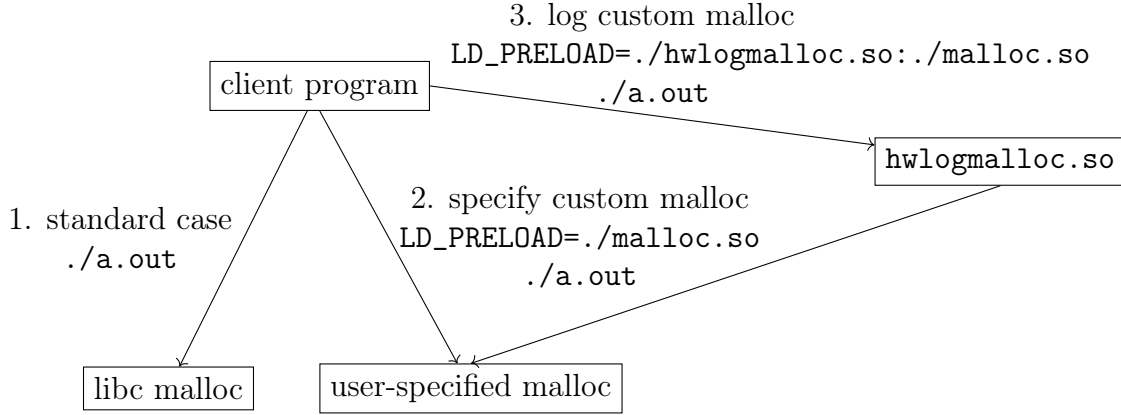 3. log custom malloc
LD_PRELOAD=./hwlogmalloc.so:./malloc.so
./a.out
client program
hwlogmalloc.so
2. specify custom malloc
LD_PRELOAD=./malloc.so
./a.out
1. standard case
./a.out
libc malloc
user-specified malloc